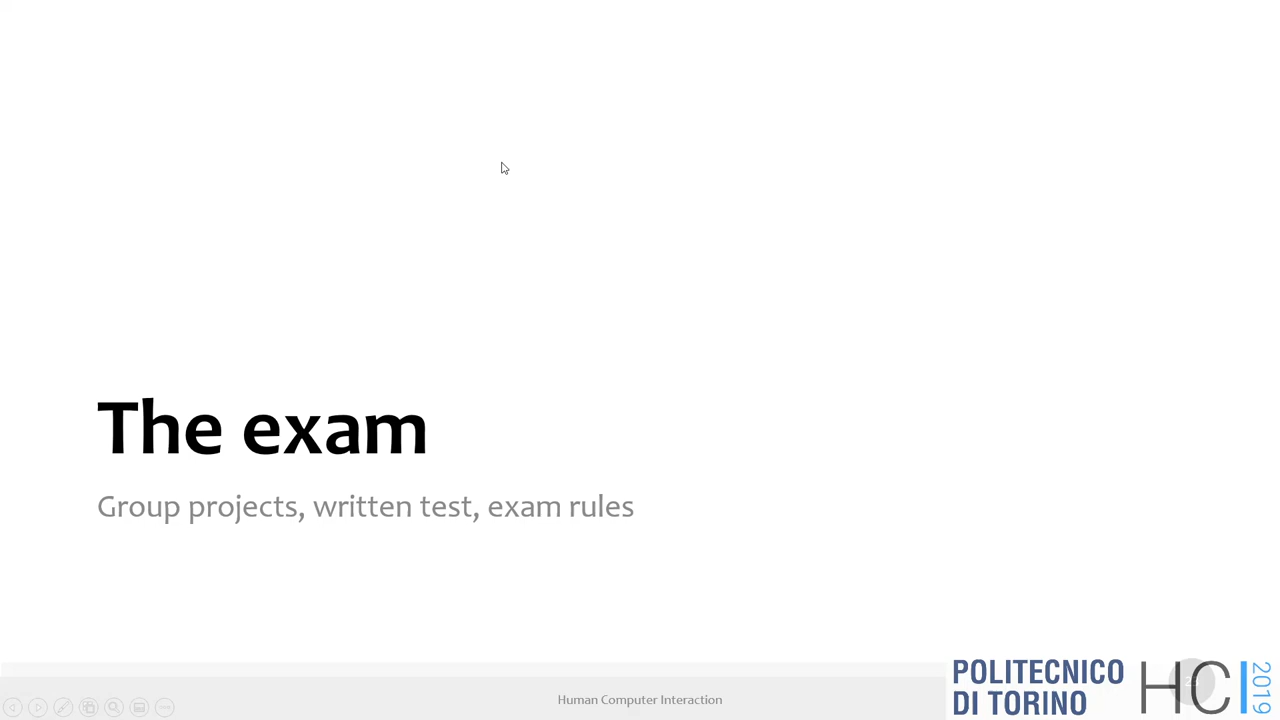 The exam
Group projects, written test, exam rules
Human Computer Interaction
POLITECNICO
DI TORINO
HCI
2019